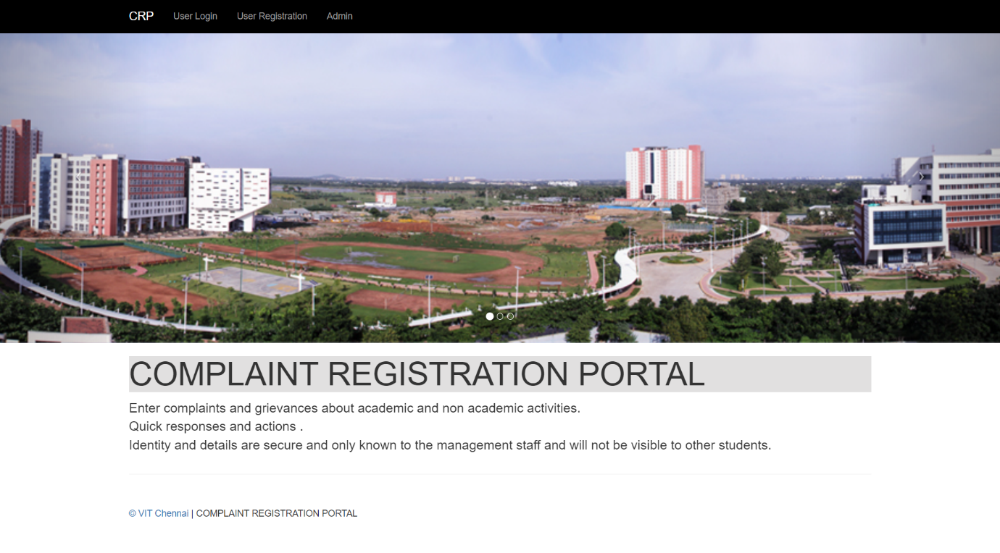 CRP User Login User Registration Admin
COMPLAINT REGISTRATION PORTAL
Enter complaints and grievances about academic and non academic activities.
Quick responses and actions .
Identity and details are secure and only known to the management staff and will not be visible to other students.
© VIT Chennai | COMPLAINT REGISTRATION PORTAL